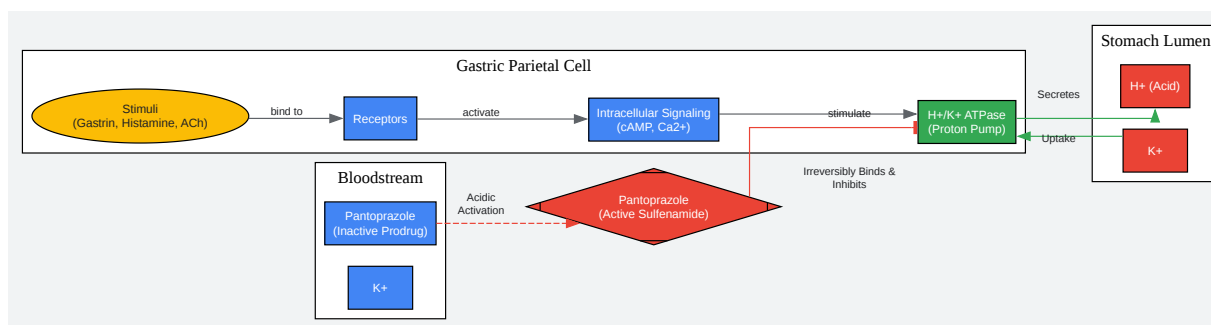 Stomach Lumen
Gastric Parietal Cell
Stimuli
(Gastrin, Histamine, ACh)
bind to
Receptors
activate
Intracellular Signaling
(cAMP, Ca2+)
stimulate
H+/K+ ATPase
(Proton Pump)
Secretes
H+ (Acid)
Uptake
K+
Bloodstream
Pantoprazole
(Inactive Prodrug)
K+
Acidic
Activation
Pantoprazole
(Active Sulfenamide)
Irreversibly Binds &
Inhibits